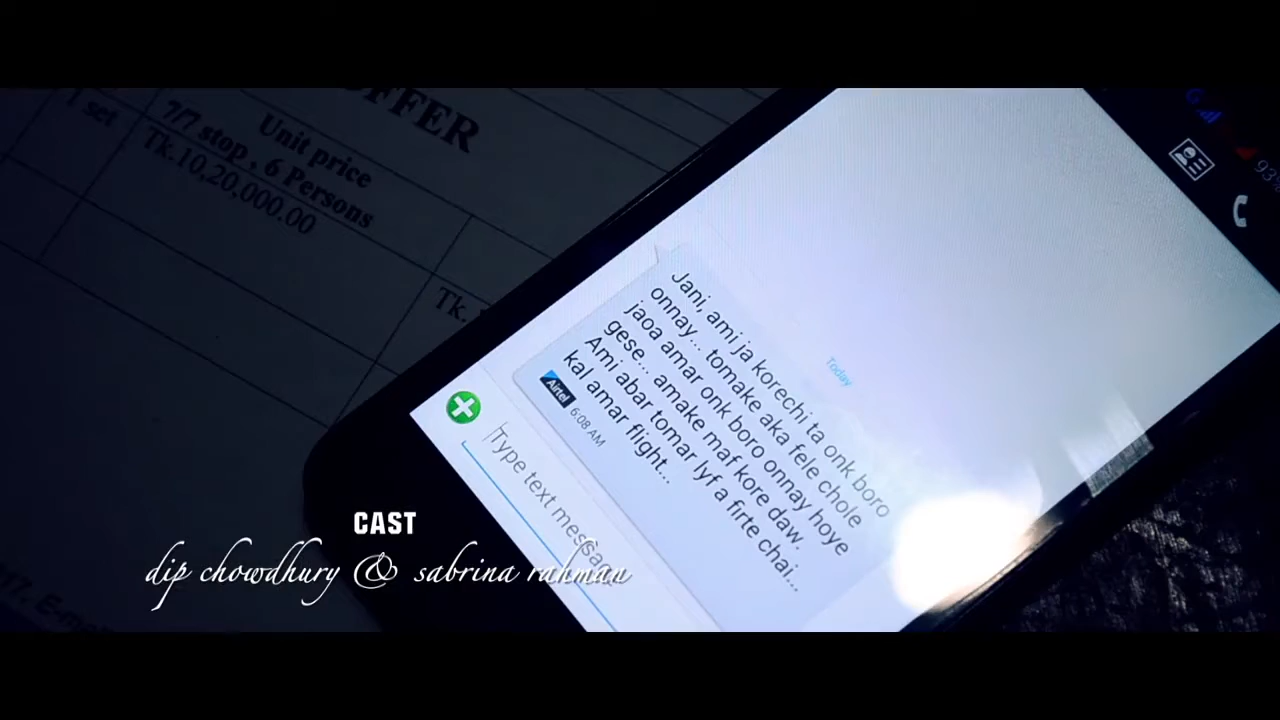 OFFER
Unit price
1 set
7/7 stop , 6 Persons
Tk.10,20,000.00
Tk.
G
93%
Today
Jani, ami ja korechi ta onk boro
onnay... tomake aka fele chole
jaoa amar onk boro onnay hoye
gese... amake maf kore daw.
Ami abar tomar lyf a firte chai...
kal amar flight...
Airtel 6:08 AM
Type text message
CAST
dip chowdhury & sabrina rahman